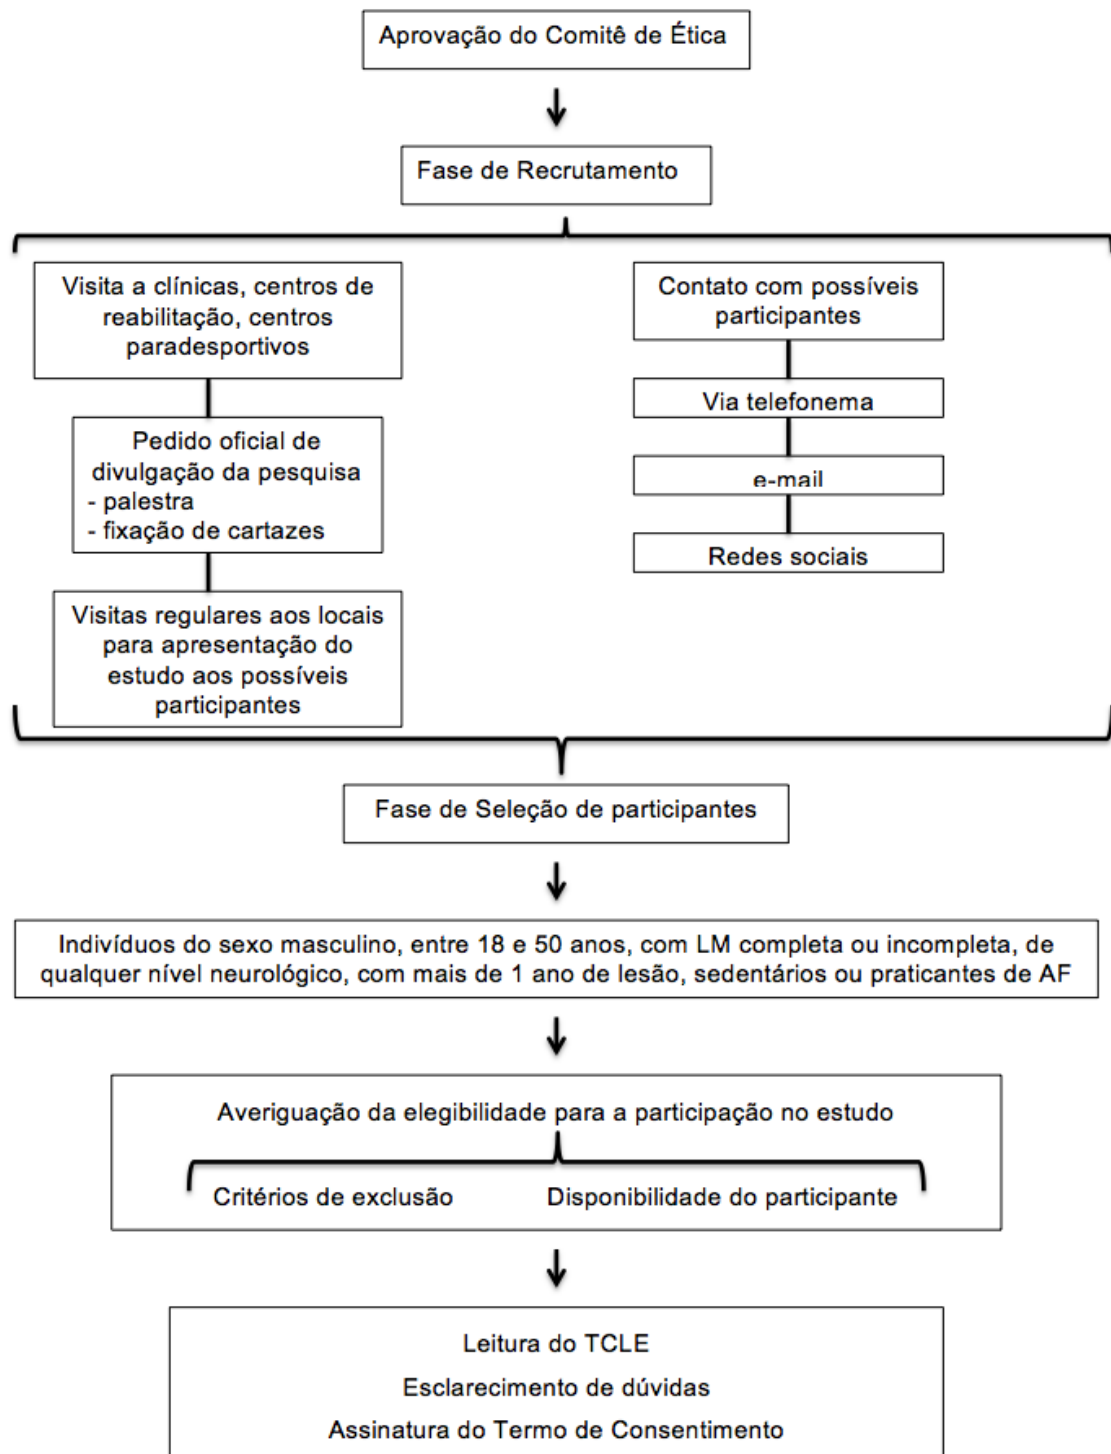 Aprovação do Comitê de Ética
Fase de Recrutamento
Visita a clínicas, centros de
reabilitação, centros
paradesportivos
Pedido oficial de
divulgação da pesquisa
- palestra
- fixação de cartazes
Visitas regulares aos locais
para apresentação do
estudo aos possíveis
participantes
Contato com possíveis
participantes
Via telefonema
e-mail
Redes sociais
Fase de Seleção de participantes
Indivíduos do sexo masculino, entre 18 e 50 anos, com LM completa ou incompleta, de
qualquer nível neurológico, com mais de 1 ano de lesão, sedentários ou praticantes de AF
Averiguação da elegibilidade para a participação no estudo
Critérios de exclusão
Disponibilidade do participante
Leitura do TCLE
Esclarecimento de dúvidas
Assinatura do Termo de Consentimento